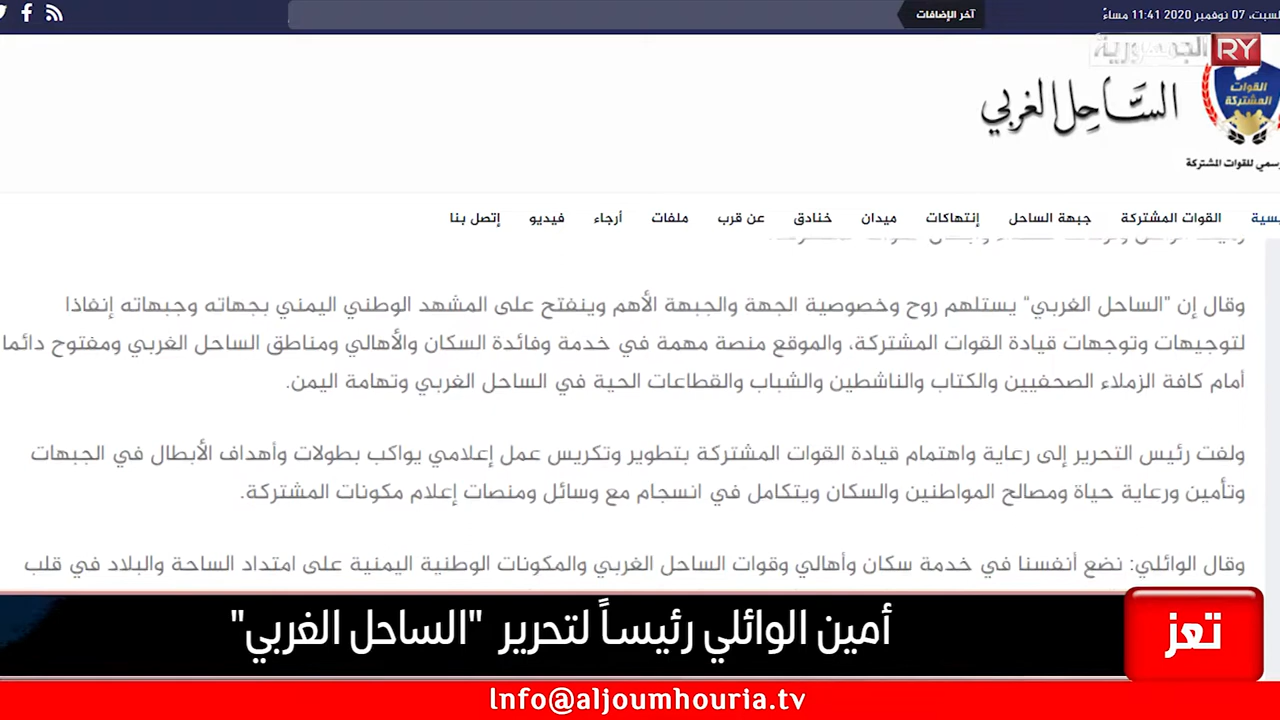 السبت، 07 نوفمبر 2020 11:41 مساءً
آخر الإضافات
الجمهورية RY
القوات
المشتركة
الساحل الغربي
للقوات المشتركة
القوات المشتركة
جبهة الساحل
إنتهاكات
ميدان
خنادق
عن قرب
ملفات
أرجاء
فيديو
إتصل بنا
وقال إن "الساحل الغربي" يستلهم روح وخصوصية الجهة والجبهة الأهم وينفتح على المشهد الوطني اليمني بجهاته وجبهاته إنفاذا
لتوجيهات وتوجهات قيادة القوات المشتركة، والموقع منصة مهمة في خدمة وفائدة السكان والأهالي ومناطق الساحل الغربي ومفتوح دائما
أمام كافة الزملاء الصحفيين والكتاب والناشطين والشباب والقطاعات الحية في الساحل الغربي وتهامة اليمن.
ولفت رئيس التحرير إلى رعاية واهتمام قيادة القوات المشتركة بتطوير وتكريس عمل إعلامي يواكب بطولات وأهداف الأبطال في الجبهات
وتأمين ورعاية حياة ومصالح المواطنين والسكان ويتكامل في انسجام مع وسائل ومنصات إعلام مكونات المشتركة.
وقال الوائلي: نضع أنفسنا في خدمة سكان وأهالي وقوات الساحل الغربي والمكونات الوطنية اليمنية على امتداد الساحة والبلاد في قلب
تعز
أمين الوائلي رئيساً لتحرير "الساحل الغربي"
Info@aljoumhouria.tv